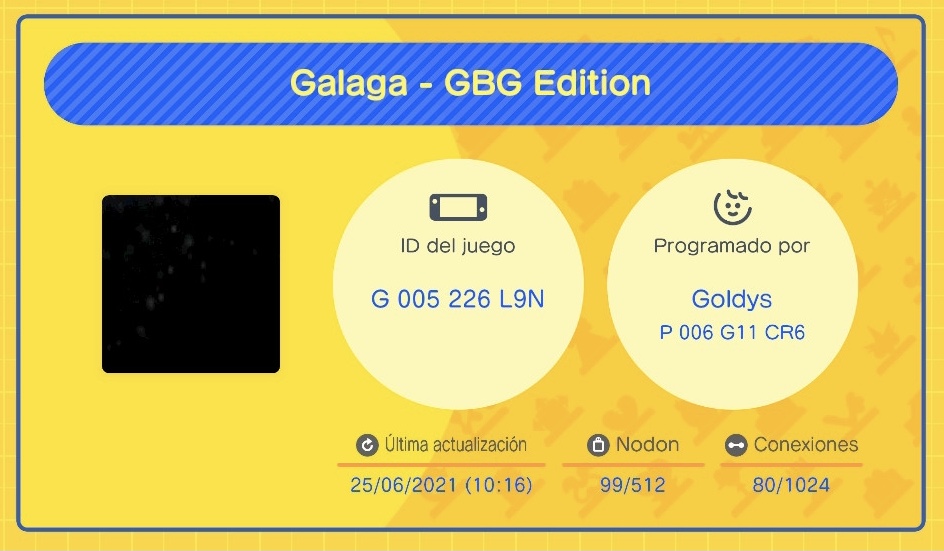 Galaga - GBG Edition
ID del juego
G 005 226 L9N
Programado por
Goldys
P 006 G11 CR6
Última actualización
25/06/2021 (10:16)
Nodon
99/512
Conexiones
80/1024